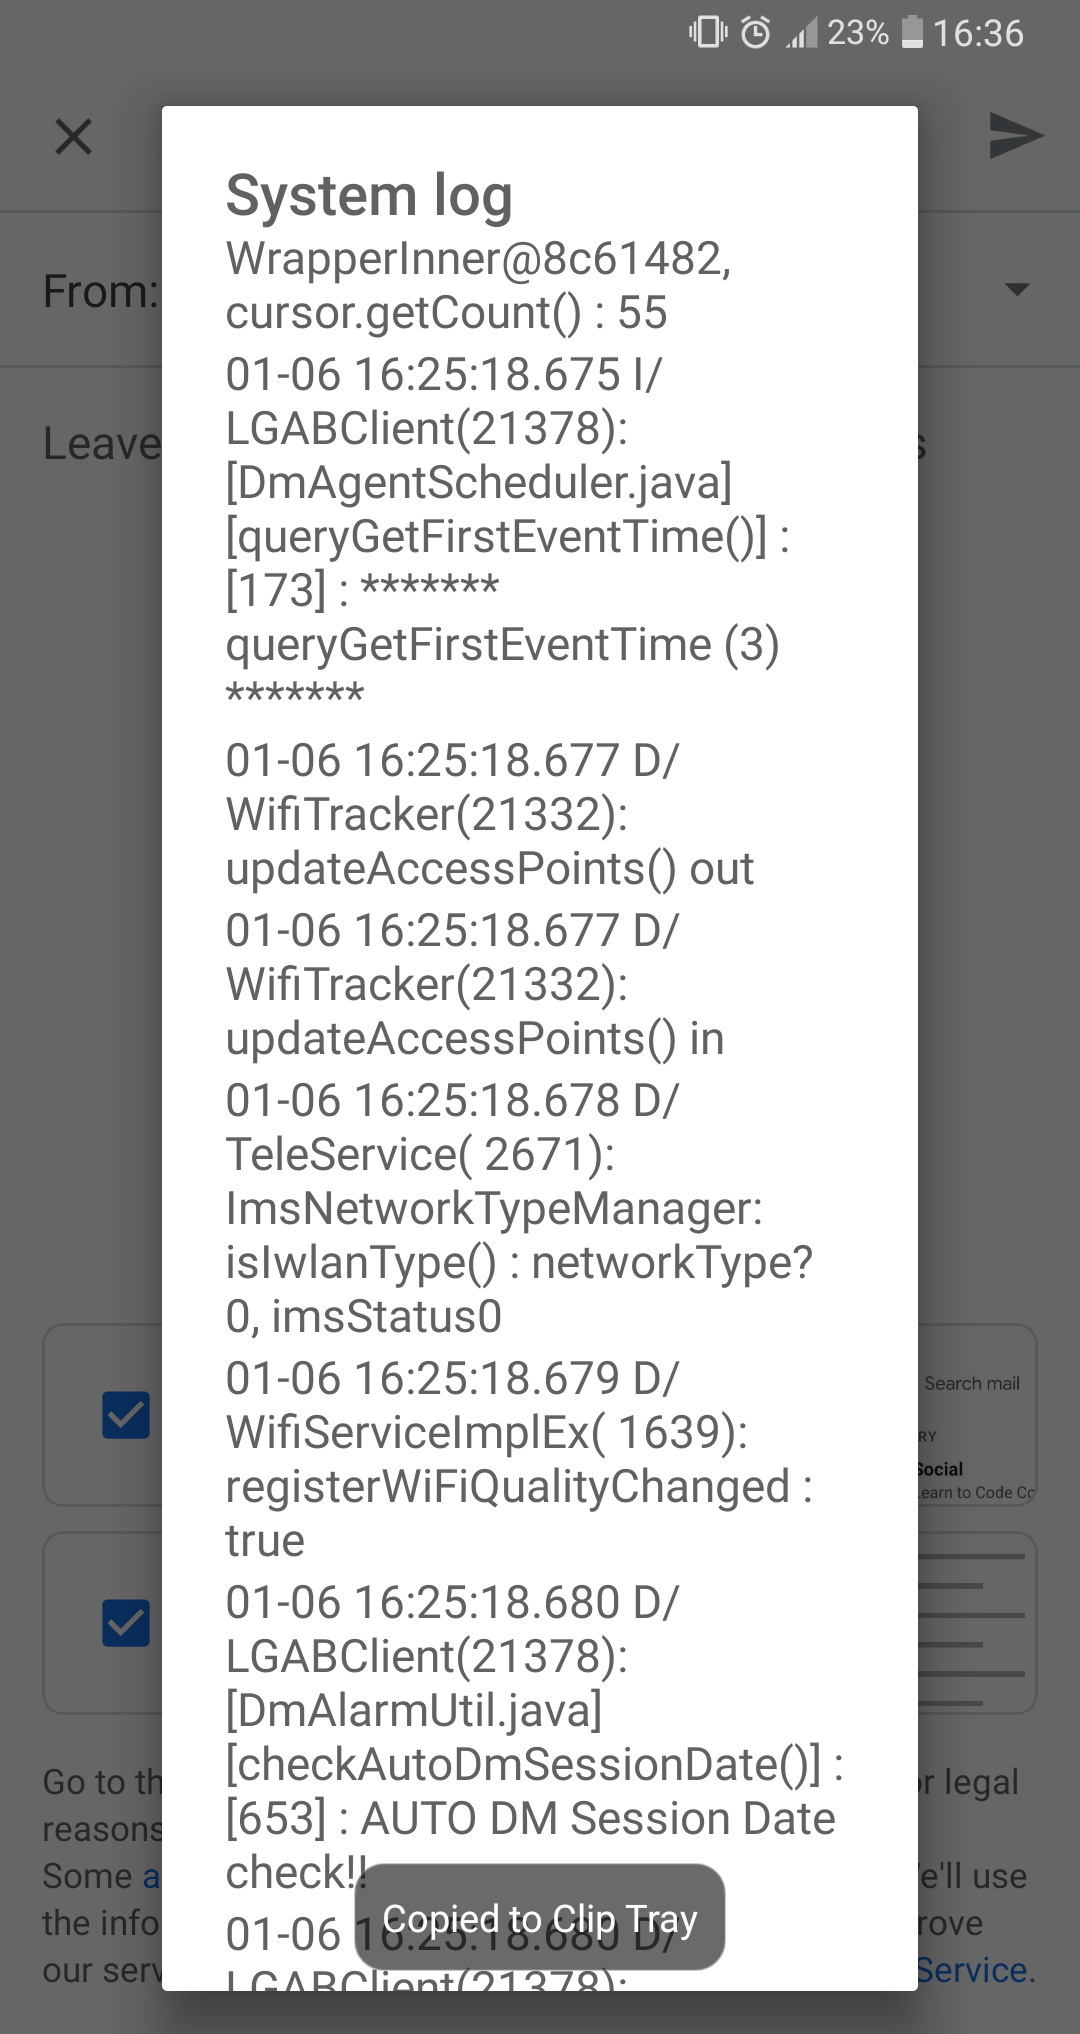 23% 16:36
System log
WrapperInner@8c61482,
cursor.getCount() : 55
From:
01-06 16:25:18.675 I/
LGABClient(21378):
Leave
[DmAgentScheduler.java]
[queryGetFirstEventTime()] :
[173] : *******
queryGetFirstEventTime (3)
*******
01-06 16:25:18.677 D/
WifiTracker(21332):
updateAccessPoints() out
01-06 16:25:18.677 D/
WifiTracker(21332):
updateAccessPoints() in
01-06 16:25:18.678 D/
TeleService( 2671):
ImsNetworkTypeManager:
isIwlanType() : networkType?
0, imsStatus0
01-06 16:25:18.679 D/
WifiServiceImplEx( 1639):
registerWiFiQualityChanged :
true
01-06 16:25:18.680 D/
LGABClient(21378):
[DmAlarmUtil.java]
[checkAutoDmSessionDate()] :
[653] : AUTO DM Session Date
check!!
01-06 16:25:18.680 D/
LGABClient(21378):
Copied to Clip Tray
Search mail
RY
Social
Learn to Code
Go to th
or legal
reasons
Some a
e'll use
the info
rove
our serv
Service.